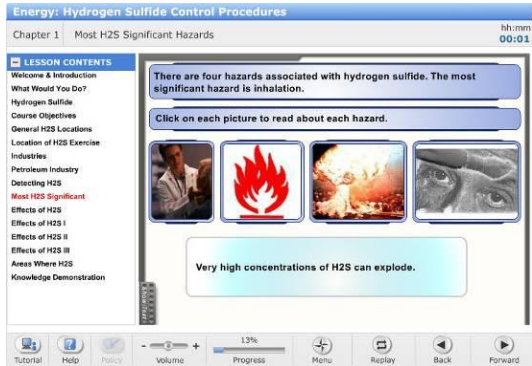 Energy: Hydrogen Sulfide Control Procedures
Chapter 1 Most H2S Significant Hazards
hh:mm
00:01
LESSON CONTENTS
Welcome & Introduction
What Would You Do?
Hydrogen Sulfide
Course Objectives
General H2S Locations
Location of H2S Exercise
Industries
Petroleum Industry
Detecting H2S
Most H2S Significant
Effects of H2S
Effects of H2S I
Effects of H2S II
Effects of H2S III
Areas Where H2S
Knowledge Demonstration
There are four hazards associated with hydrogen sulfide. The most
significant hazard is inhalation.
Click on each picture to read about each hazard.
Very high concentrations of H2S can explode.
Tutorial
Help
Policy
- +
Volume
13%
Progress
Menu
Replay
Back
Forward